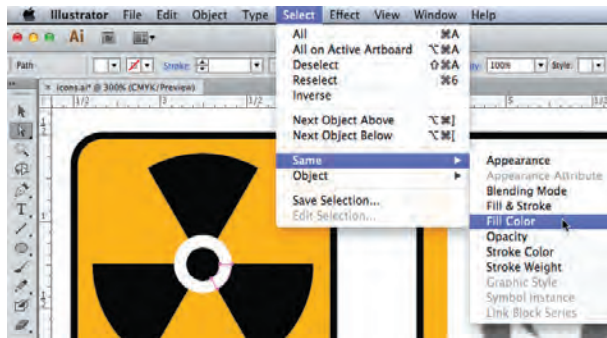 Illustrator File Edit Object Type Select Effect View Window Help
Ai
Path Stroke: 100% Style:
× icons.ai* @ 300% (CMYK/Preview)
All ⌘A
All on Active Artboard ⌥⌘A
Deselect ⇧⌘A
Reselect ⌘6
Inverse
Next Object Above ⌥⌘]
Next Object Below ⌥⌘[
Same
Object
Save Selection...
Edit Selection...
Appearance
Appearance Attribute
Blending Mode
Fill & Stroke
Fill Color
Opacity
Stroke Color
Stroke Weight
Graphic Style
Symbol Instance
Link Block Series